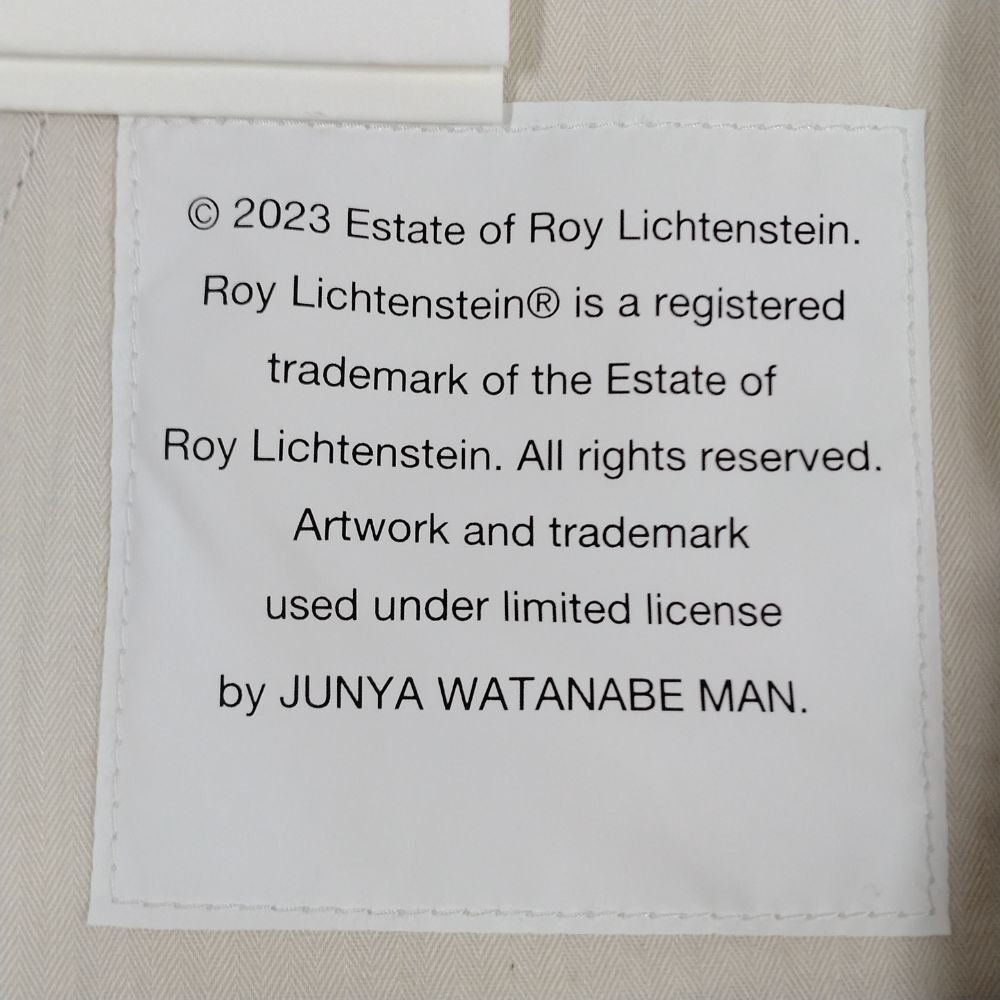 © 2023 Estate of Roy Lichtenstein.
Roy Lichtenstein® is a registered
trademark of the Estate of
Roy Lichtenstein. All rights reserved.
Artwork and trademark
used under limited license
by JUNYA WATANABE MAN.